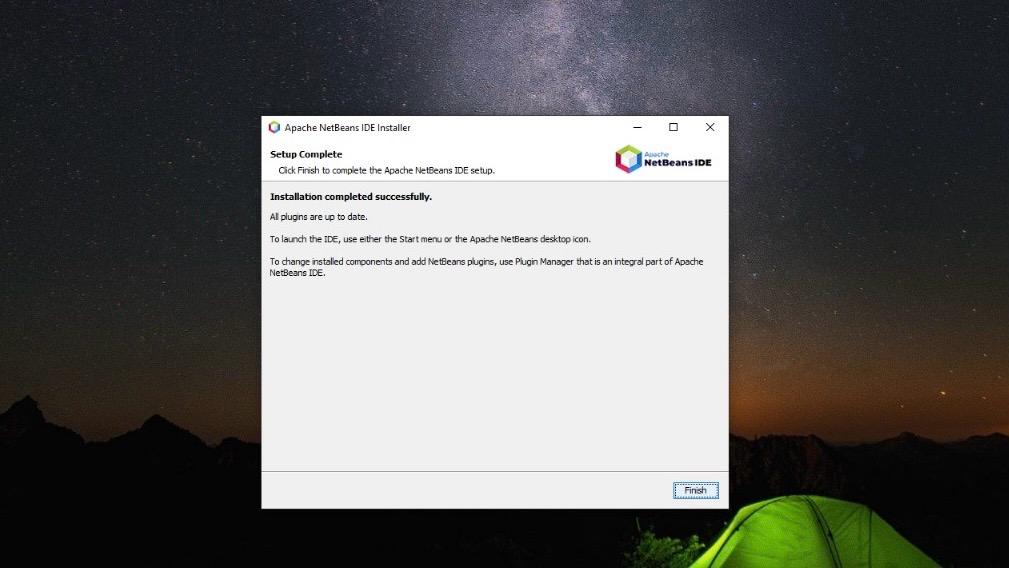 Apache NetBeans IDE Installer
Setup Complete
Click Finish to complete the Apache NetBeans IDE setup.
Apache
NetBeans IDE
Installation completed successfully.
All plugins are up to date.
To launch the IDE, use either the Start menu or the Apache NetBeans desktop icon.
To change installed components and add NetBeans plugins, use Plugin Manager that is an integral part of Apache
NetBeans IDE.
Finish